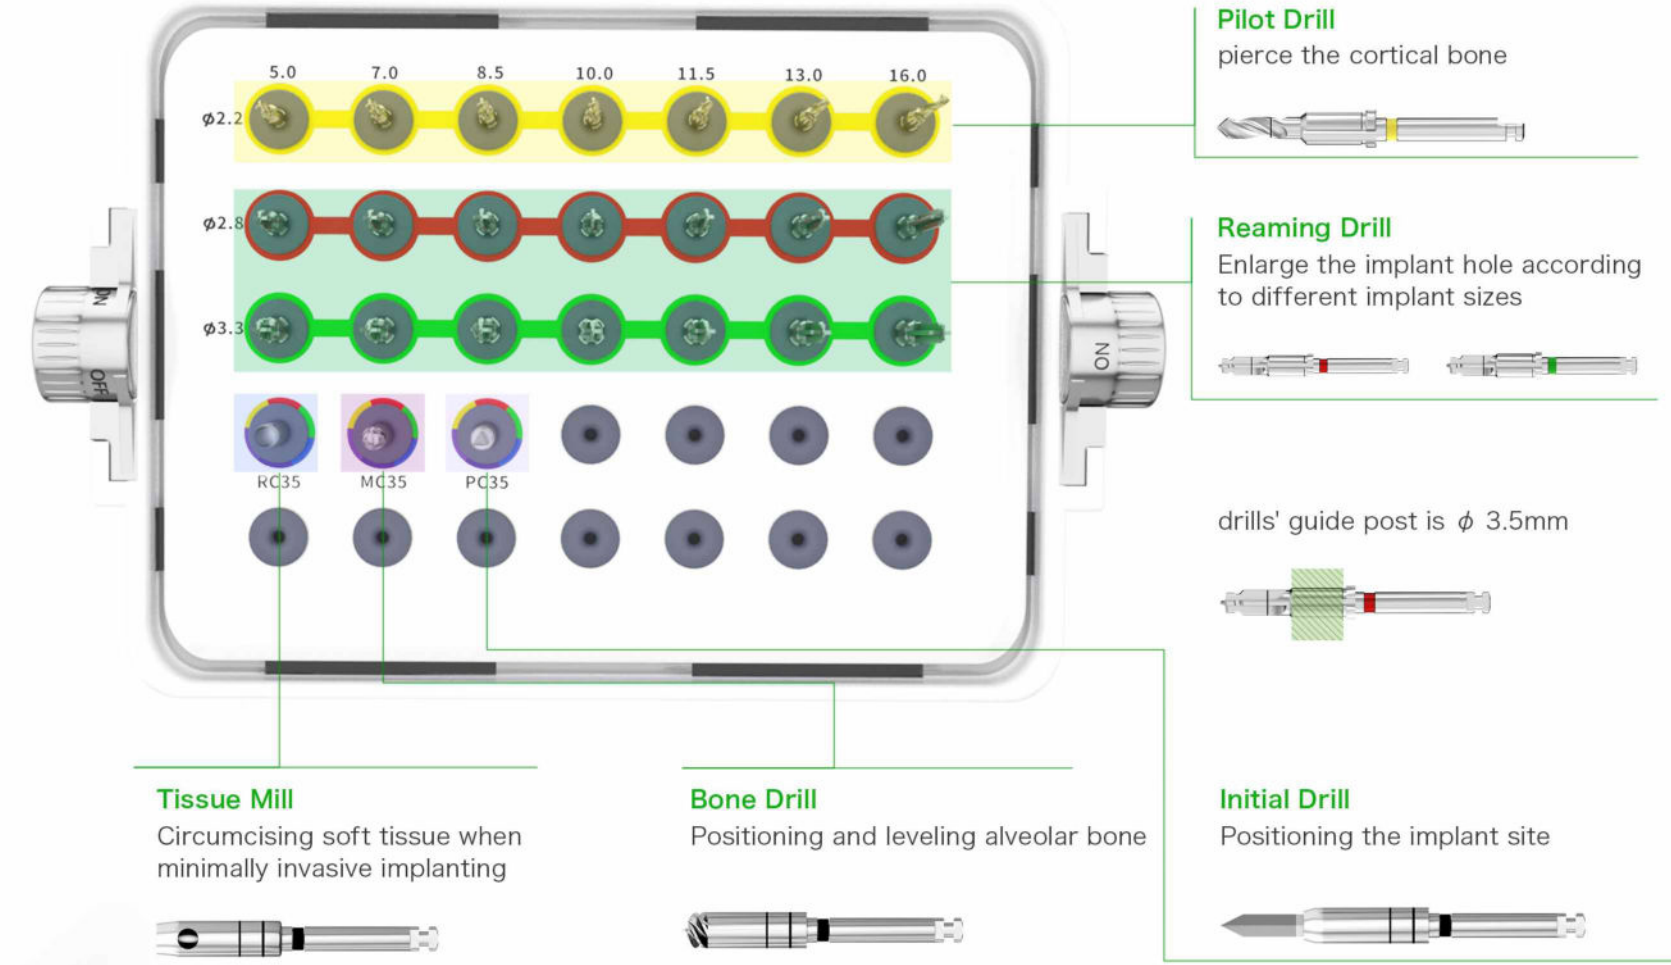 Pilot Drill
pierce the cortical bone
5.0 7.0 8.5 10.0 11.5 13.0 16.0
ϕ2.2
ϕ2.8
Reaming Drill
Enlarge the implant hole according
to different implant sizes
ϕ3.3
ON
OFF
ON
RC35 MC35 PC35
drills' guide post is ϕ 3.5mm
Tissue Mill
Circumcising soft tissue when
minimally invasive implanting
Bone Drill
Positioning and leveling alveolar bone
Initial Drill
Positioning the implant site